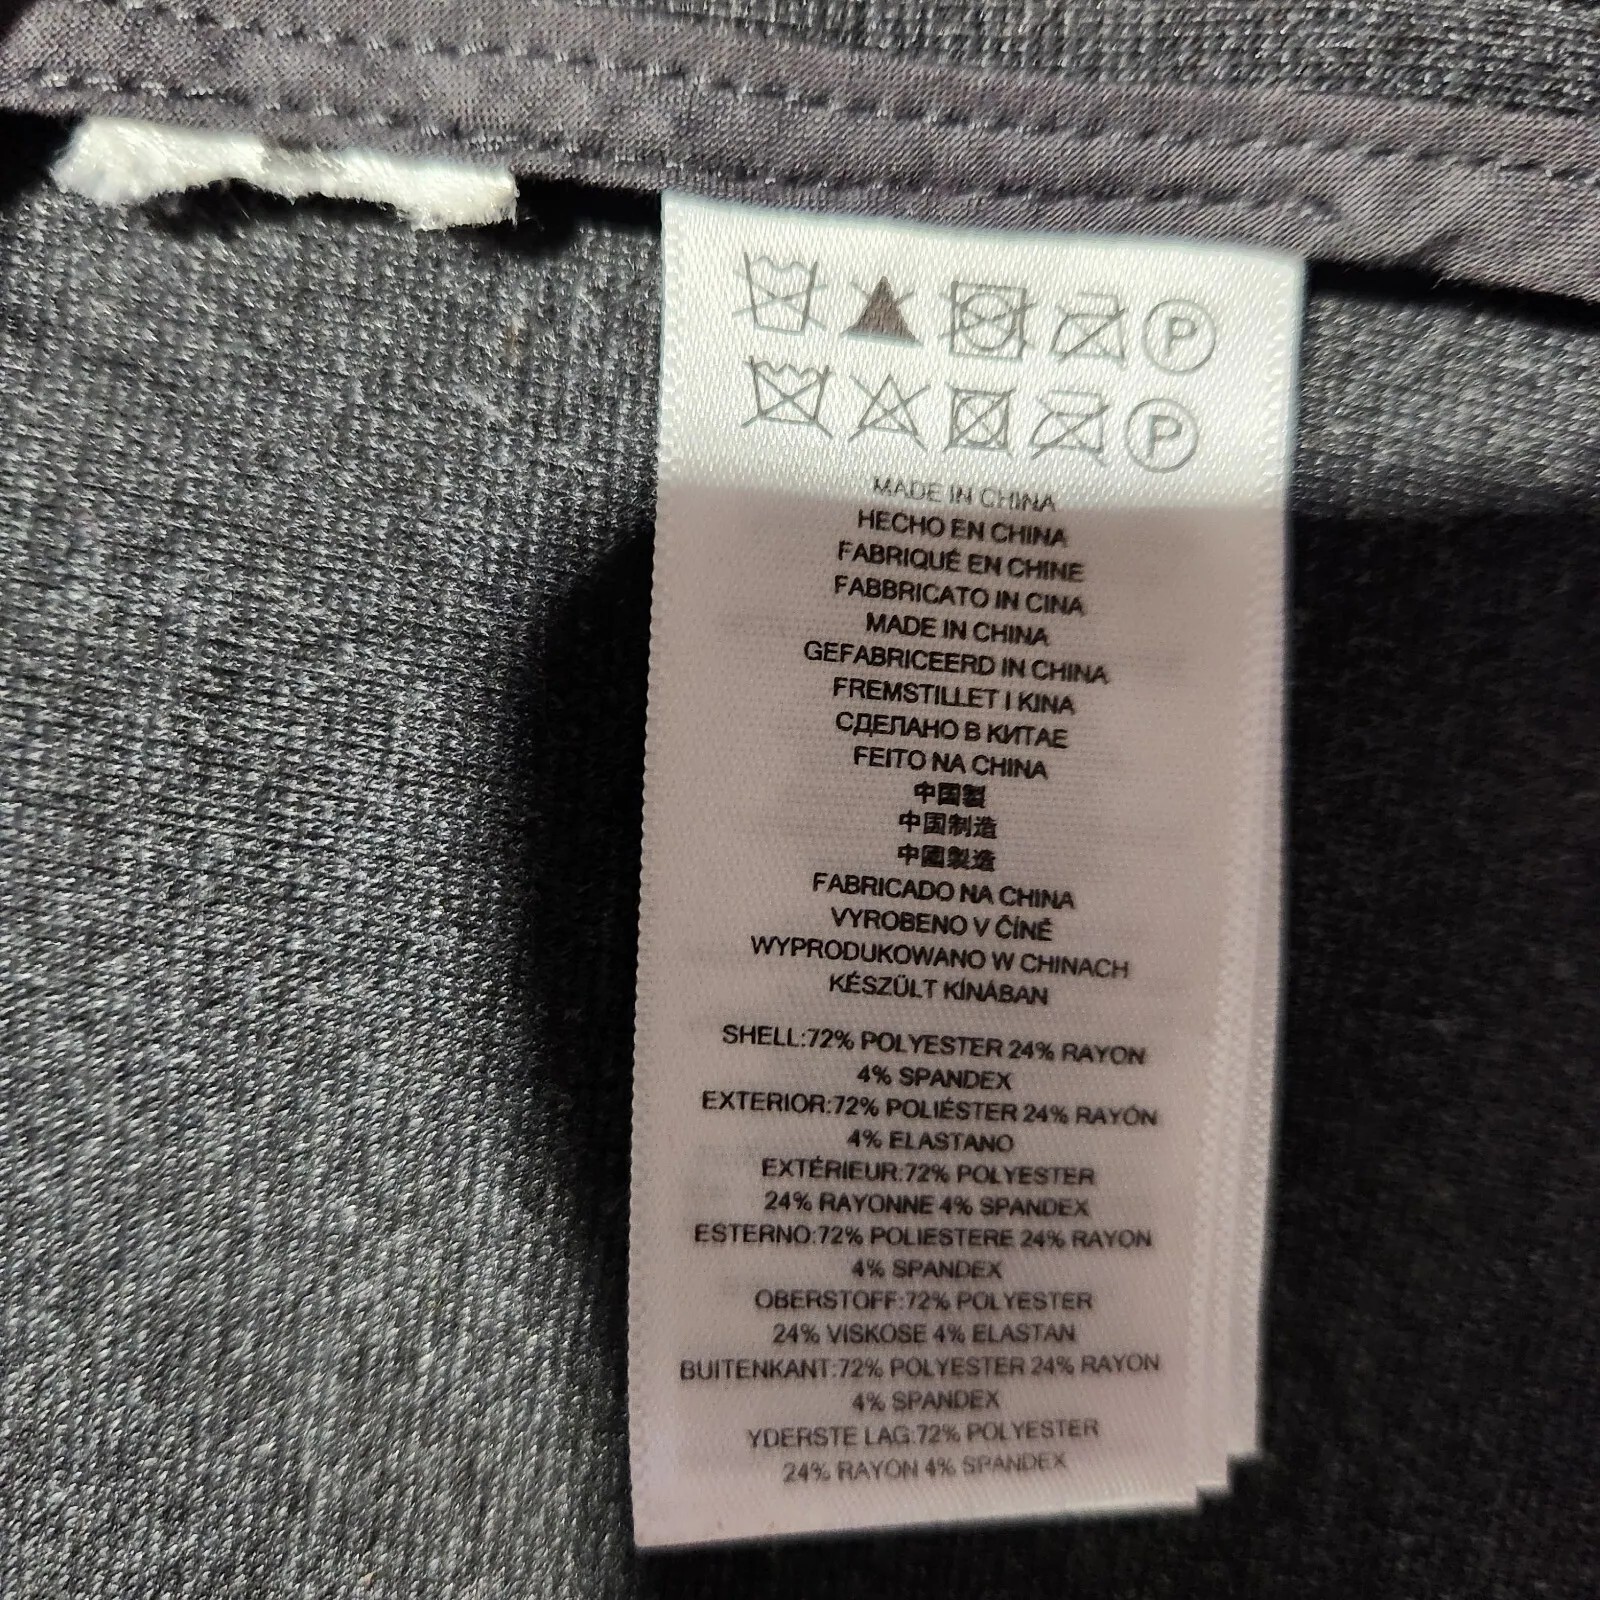 P
P
MADE IN CHINA
HECHO EN CHINA
FABRIQUÉ EN CHINE
FABBRICATO IN CINA
MADE IN CHINA
GEFABRICEERD IN CHINA
FREMSTILLET I KINA
СДЕЛАНО В КИТАЕ
FEITO NA CHINA
中国製
中国制造
中國製造
FABRICADO NA CHINA
VYROBENO V ČÍNĚ
WYPRODUKOWANO W CHINACH
KÉSZÜLT KÍNÁBAN
SHELL:72% POLYESTER 24% RAYON
4% SPANDEX
EXTERIOR:72% POLIÉSTER 24% RAYÓN
4% ELASTANO
EXTÉRIEUR:72% POLYESTER
24% RAYONNE 4% SPANDEX
ESTERNO:72% POLIESTERE 24% RAYON
4% SPANDEX
OBERSTOFF:72% POLYESTER
24% VISKOSE 4% ELASTAN
BUITENKANT:72% POLYESTER 24% RAYON
4% SPANDEX
YDERSTE LAG:72% POLYESTER
24% RAYON 4% SPANDEX